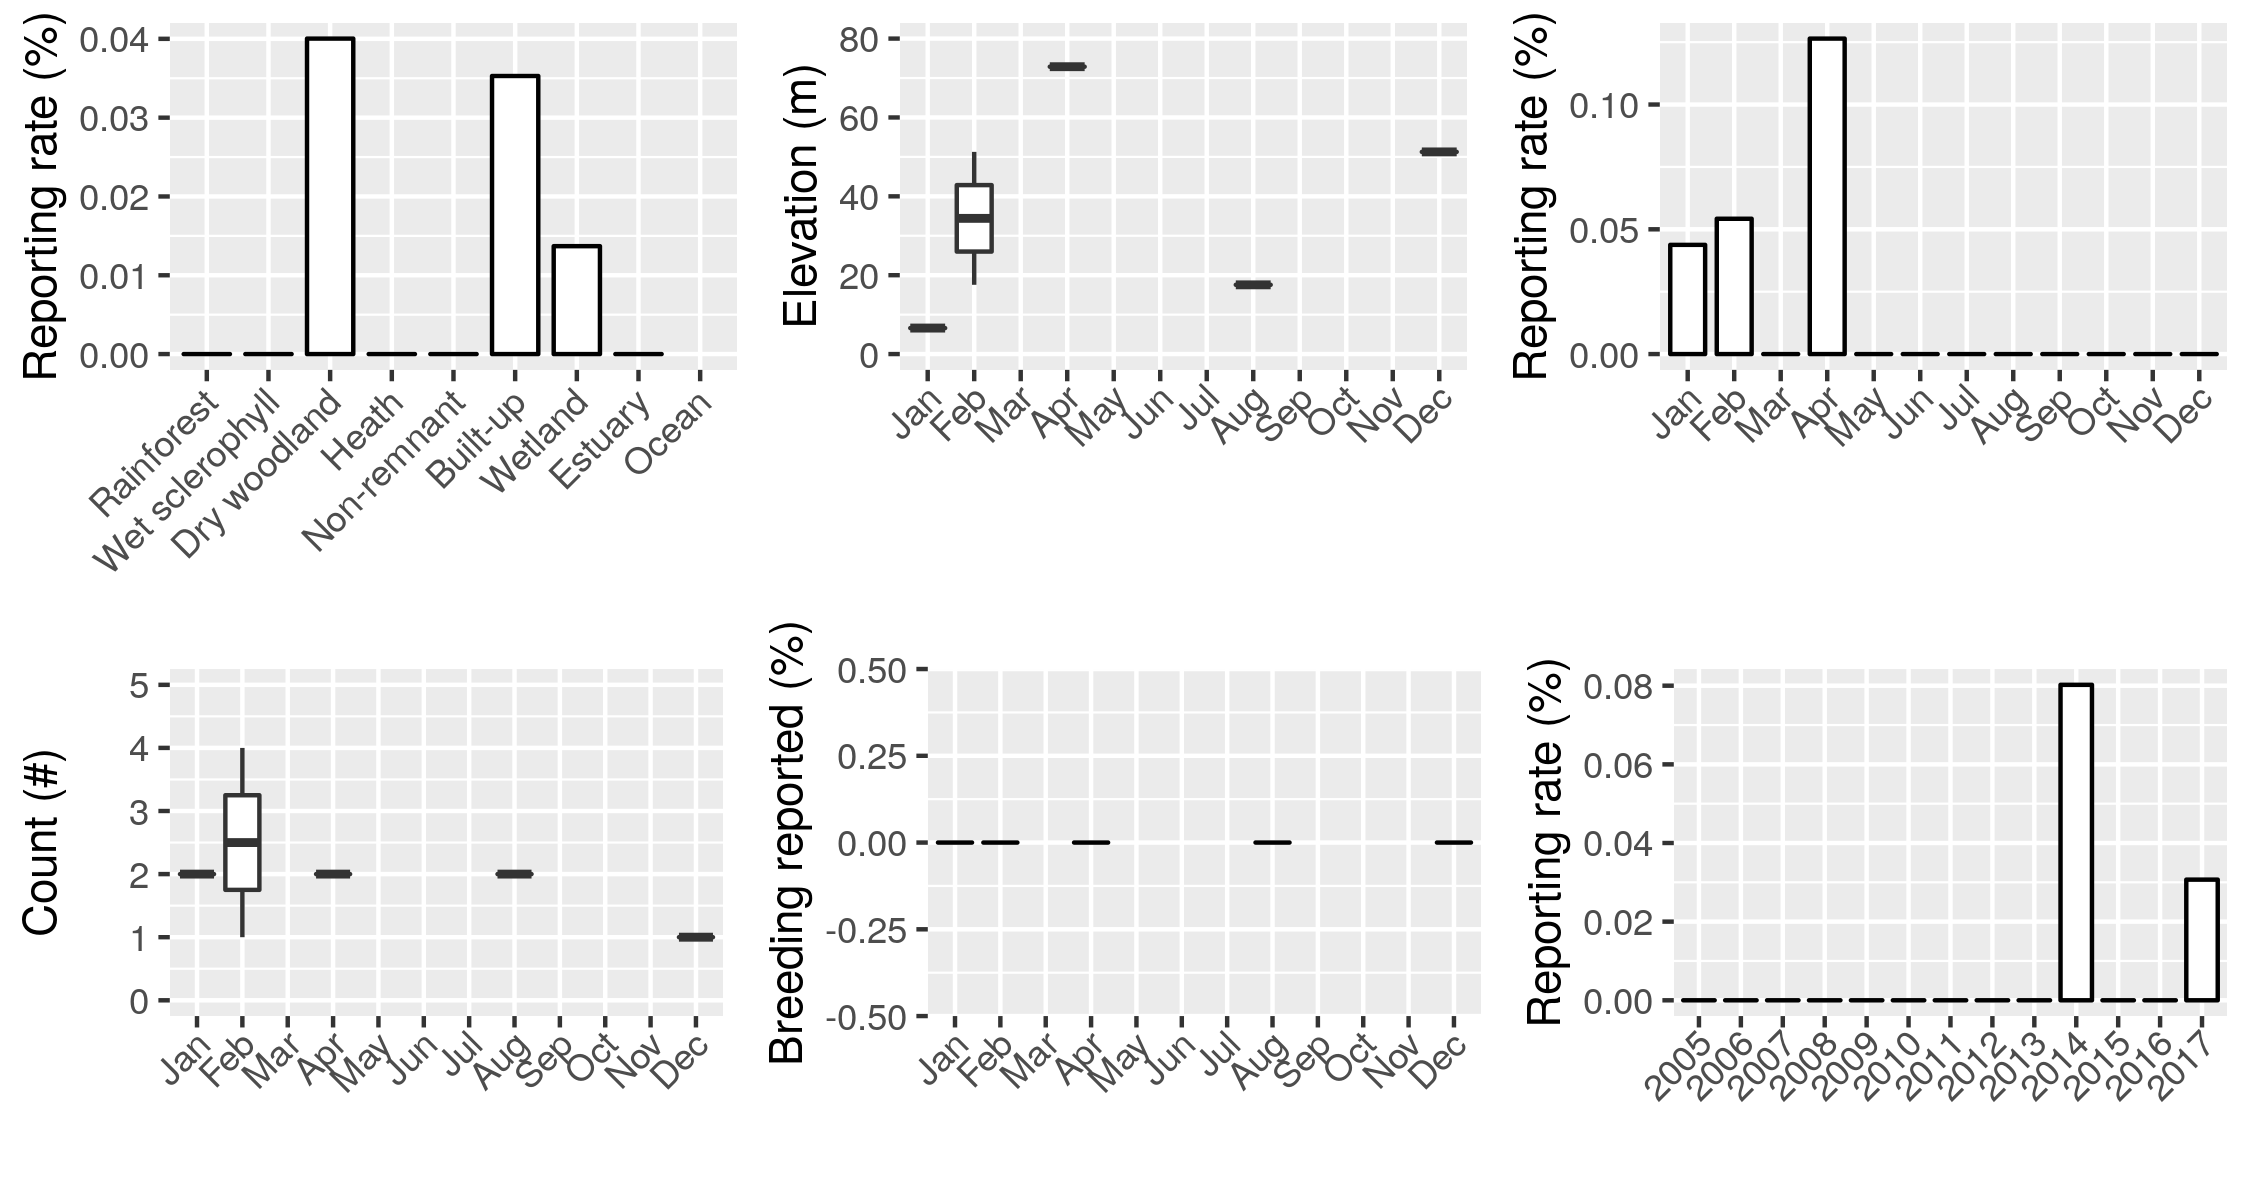 Reporting rate (%)
0.04
0.03
0.02
0.01
0.00
Rainforest
Wet sclerophyll
Dry woodland
Heath
Non-remnant
Built-up
Wetland
Estuary
Ocean
Elevation (m)
80
60
40
20
0
Jan
Feb
Mar
Apr
May
Jun
Jul
Aug
Sep
Oct
Nov
Dec
Reporting rate (%)
0.10
0.05
0.00
Jan
Feb
Mar
Apr
May
Jun
Jul
Aug
Sep
Oct
Nov
Dec
Count (#)
5
4
3
2
1
0
Jan
Feb
Mar
Apr
May
Jun
Jul
Aug
Sep
Oct
Nov
Dec
Breeding reported (%)
0.50
0.25
0.00
-0.25
-0.50
Jan
Feb
Mar
Apr
May
Jun
Jul
Aug
Sep
Oct
Nov
Dec
Reporting rate (%)
0.08
0.06
0.04
0.02
0.00
2005
2006
2007
2008
2009
2010
2011
2012
2013
2014
2015
2016
2017